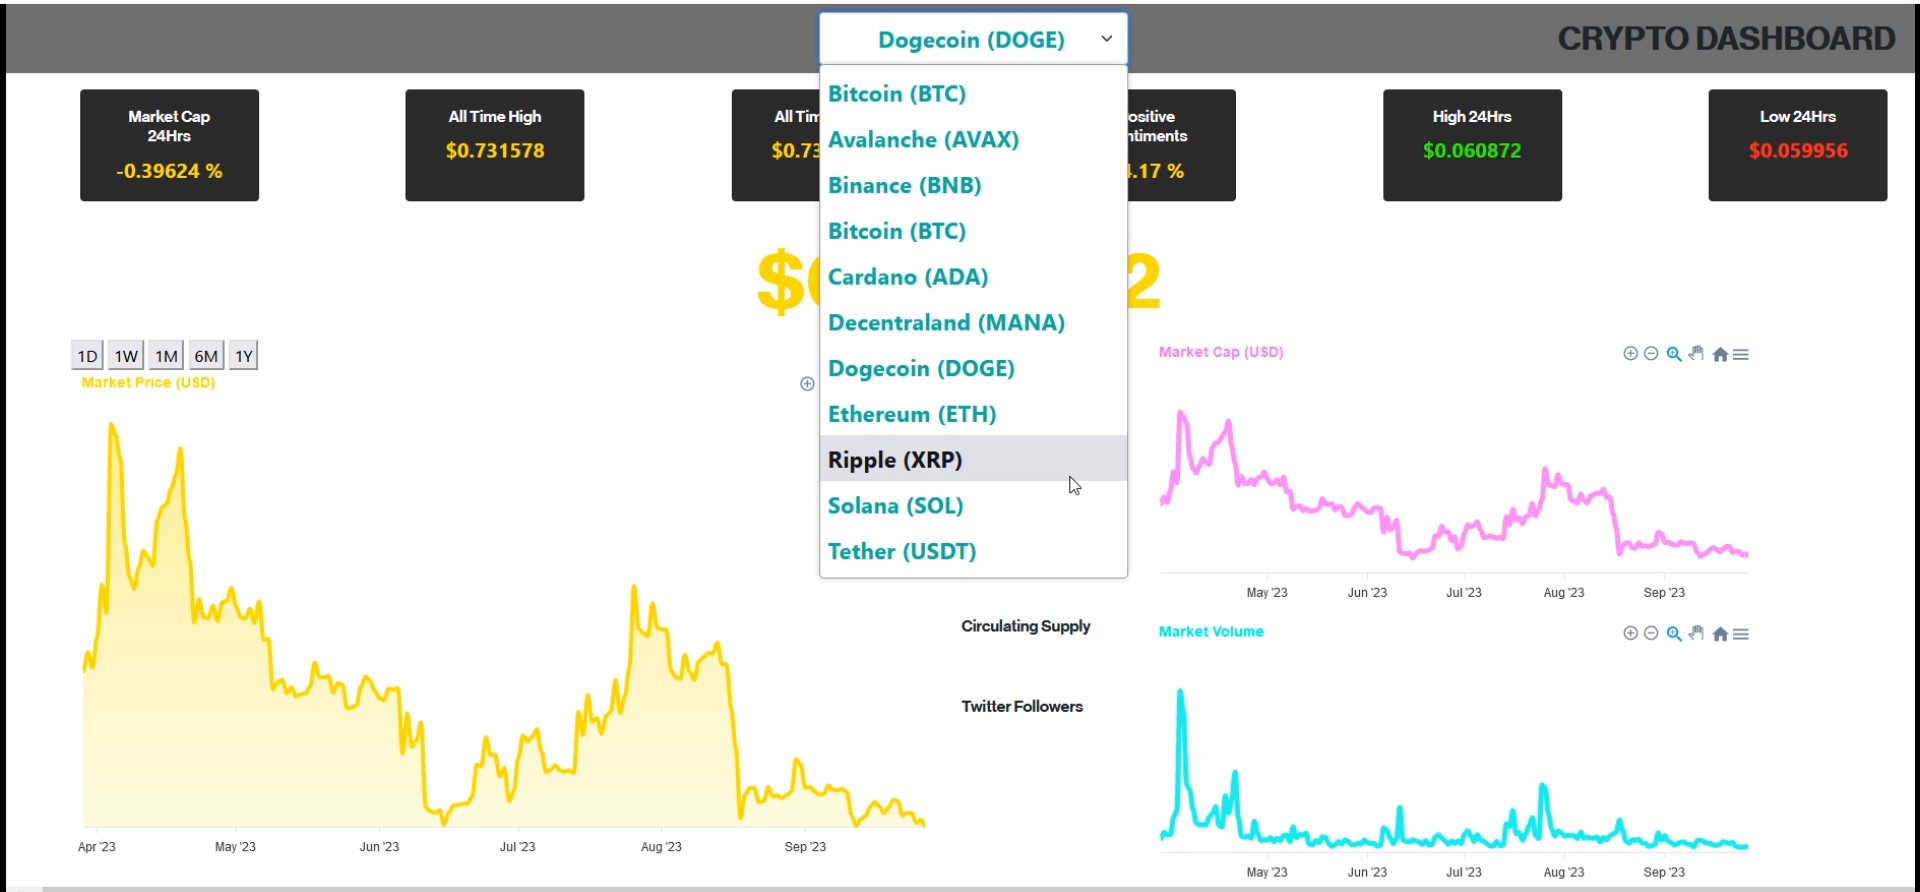 Dogecoin (DOGE)
CRYPTO DASHBOARD
Bitcoin (BTC)
Avalanche (AVAX)
Binance (BNB)
Bitcoin (BTC)
Cardano (ADA)
Decentraland (MANA)
Dogecoin (DOGE)
Ethereum (ETH)
Ripple (XRP)
Solana (SOL)
Tether (USDT)
Market Cap
24Hrs
-0.39624 %
All Time High
$0.731578
All Tim
$0.73
ositive
ntiments
.17 %
High 24Hrs
$0.060872
Low 24Hrs
$0.059956
$ 2
1D 1W 1M 6M 1Y
Market Price (USD)
Apr '23 May '23 Jun '23 Jul '23 Aug '23 Sep '23
Circulating Supply
Twitter Followers
Market Cap (USD)
May '23 Jun '23 Jul '23 Aug '23 Sep '23
Market Volume
May '23 Jun '23 Jul '23 Aug '23 Sep '23